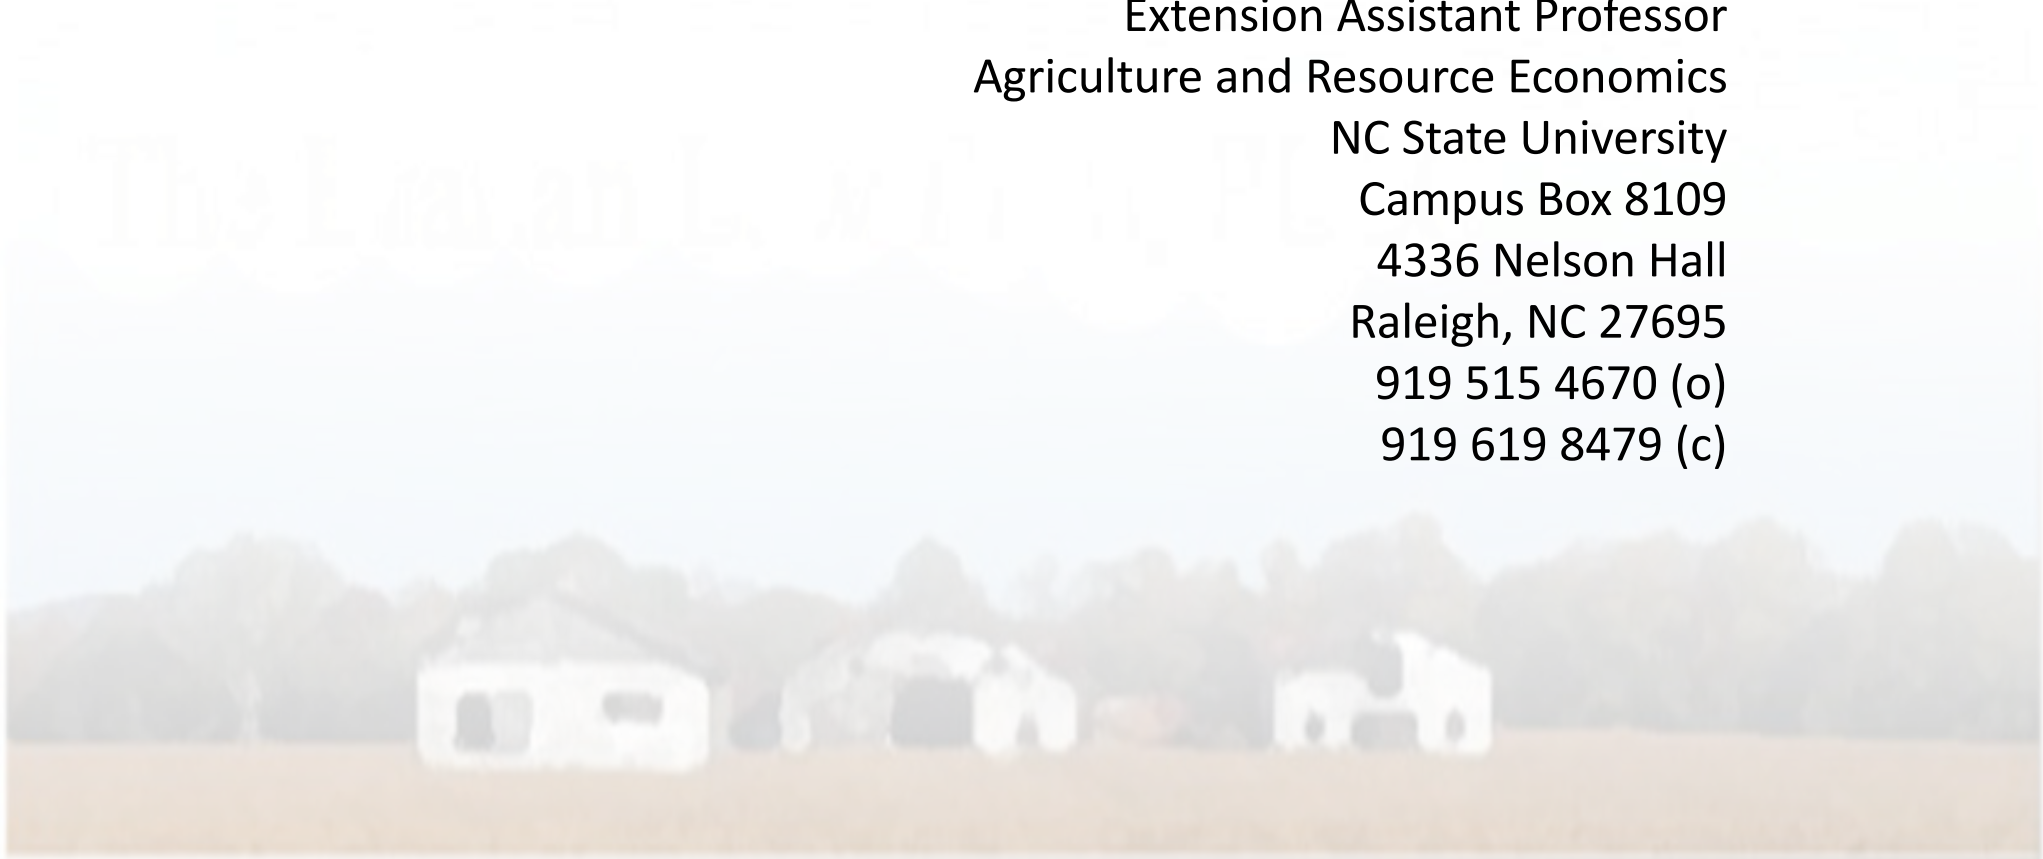 Extension Assistant Professor
Agriculture and Resource Economics
NC State University
Campus Box 8109
4336 Nelson Hall
Raleigh, NC 27695
919 515 4670 (o)
919 619 8479 (c)